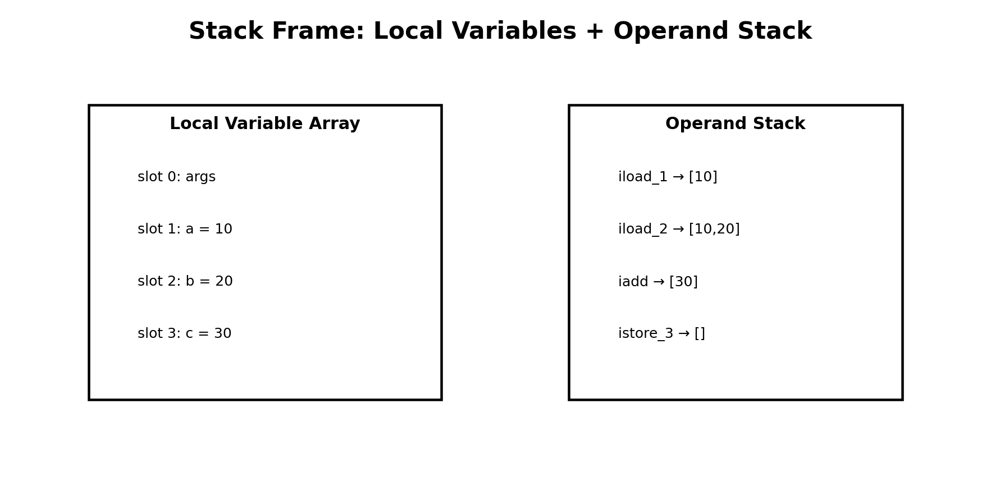 Stack Frame: Local Variables + Operand Stack
Local Variable Array
slot 0: args
slot 1: a = 10
slot 2: b = 20
slot 3: c = 30
Operand Stack
iload_1 → [10]
iload_2 → [10,20]
iadd → [30]
istore_3 → []